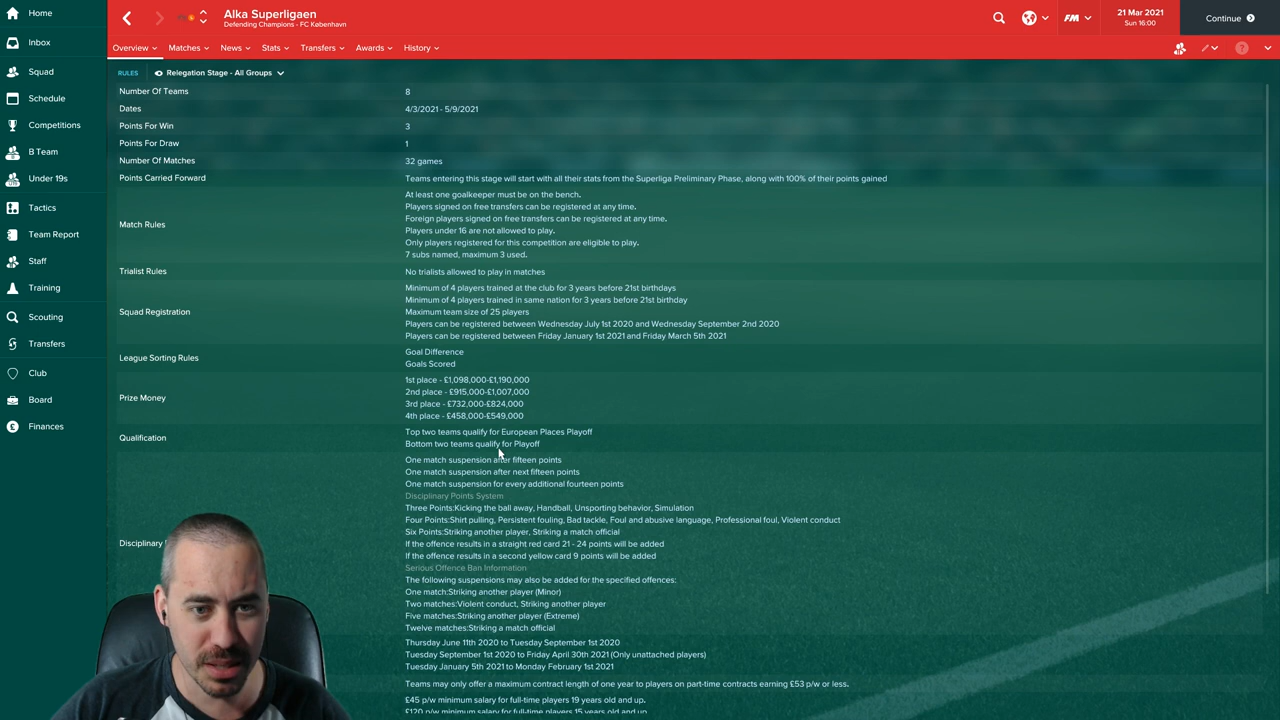 Home
Inbox
Squad
Schedule
Competitions
B Team
Under 19s
Tactics
Team Report
Staff
Training
Scouting
Transfers
Club
Board
Finances
Alka Superligaen
Defending Champions - FC København
FM
21 Mar 2021
Sun 16:00
Continue
Overview
Matches
News
Stats
Transfers
Awards
History
RULES
Relegation Stage - All Groups
Number Of Teams 8
Dates 4/3/2021 - 5/9/2021
Points For Win 3
Points For Draw 1
Number Of Matches 32 games
Points Carried Forward Teams entering this stage will start with all their stats from the Superliga Preliminary Phase, along with 100% of their points gained
Match Rules
At least one goalkeeper must be on the bench.
Players signed on free transfers can be registered at any time.
Foreign players signed on free transfers can be registered at any time.
Players under 16 are not allowed to play.
Only players registered for this competition are eligible to play.
7 subs named, maximum 3 used.
Trialist Rules No trialists allowed to play in matches
Squad Registration
Minimum of 4 players trained at the club for 3 years before 21st birthdays
Minimum of 4 players trained in same nation for 3 years before 21st birthday
Maximum team size of 25 players
Players can be registered between Wednesday July 1st 2020 and Wednesday September 2nd 2020
Players can be registered between Friday January 1st 2021 and Friday March 5th 2021
League Sorting Rules
Goal Difference
Goals Scored
Prize Money
1st place - £1,098,000-£1,190,000
2nd place - £915,000-£1,007,000
3rd place - £732,000-£824,000
4th place - £458,000-£549,000
Qualification
Top two teams qualify for European Places Playoff
Bottom two teams qualify for Playoff
Disciplinary
One match suspension after fifteen points
One match suspension after next fifteen points
One match suspension for every additional fourteen points
Disciplinary Points System
Three Points:Kicking the ball away, Handball, Unsporting behavior, Simulation
Four Points:Shirt pulling, Persistent fouling, Bad tackle, Foul and abusive language, Professional foul, Violent conduct
Six Points:Striking another player, Striking a match official
If the offence results in a straight red card 21 - 24 points will be added
If the offence results in a second yellow card 9 points will be added
Serious Offence Ban Information
The following suspensions may also be added for the specified offences:
One match:Striking another player (Minor)
Two matches:Violent conduct, Striking another player
Five matches:Striking another player (Extreme)
Twelve matches:Striking a match official
Thursday June 11th 2020 to Tuesday September 1st 2020
Tuesday September 1st 2020 to Friday April 30th 2021 (Only unattached players)
Tuesday January 5th 2021 to Monday February 1st 2021
Teams may only offer a maximum contract length of one year to players on part-time contracts earning £53 p/w or less.
£45 p/w minimum salary for full-time players 19 years old and up.
£120 p/w minimum salary for full-time players 15 years old and up.